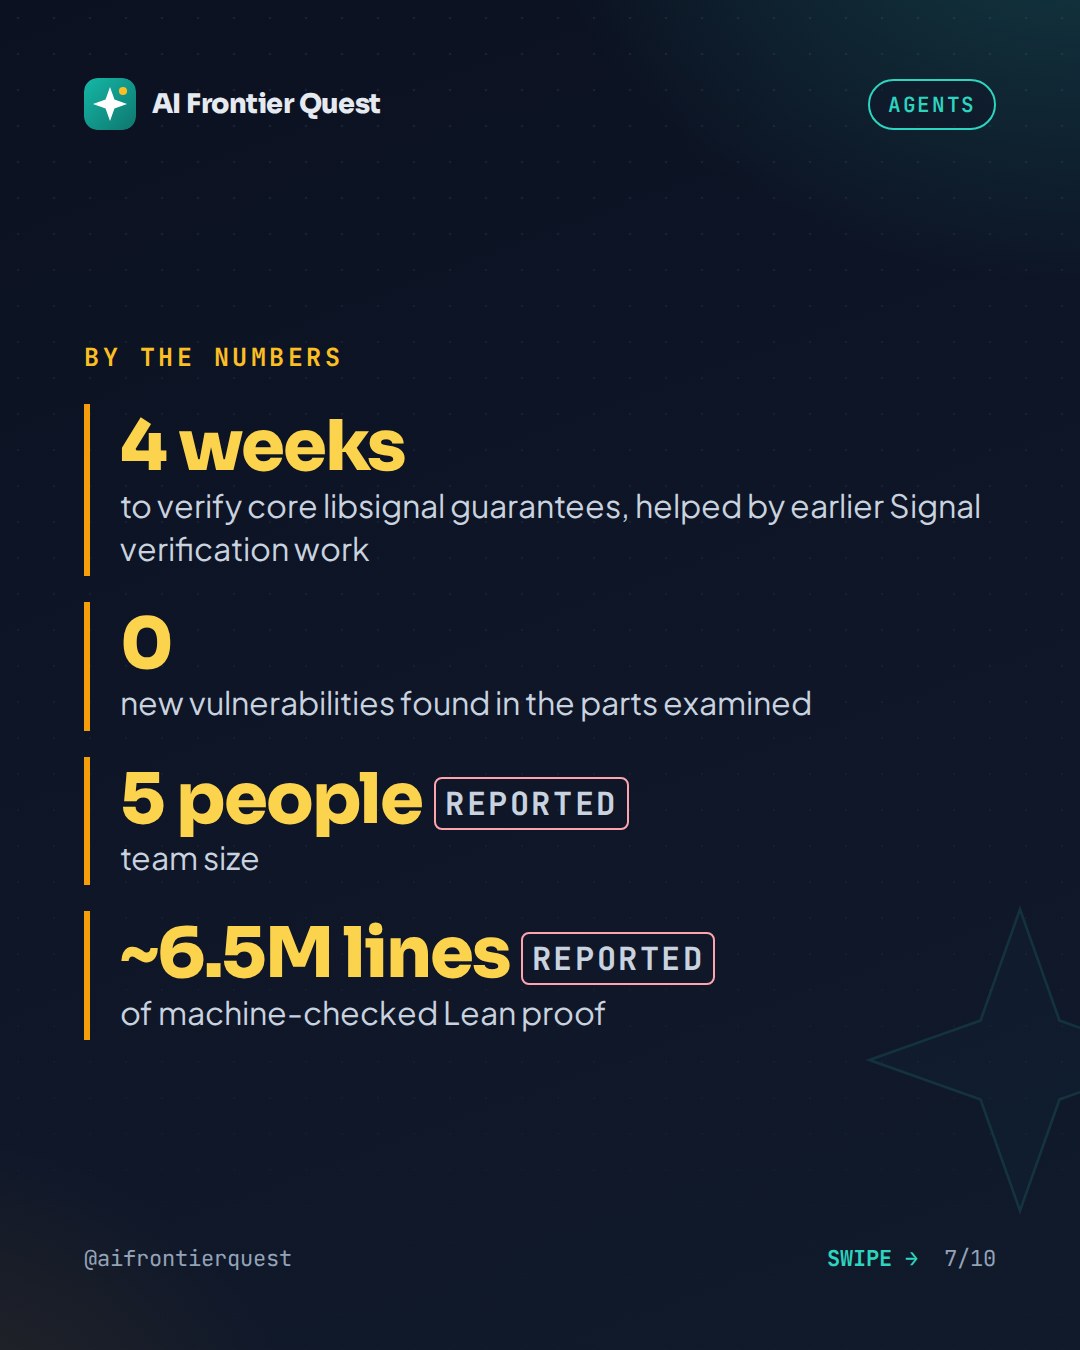 AI Frontier Quest
AGENTS
BY THE NUMBERS
4 weeks
to verify core libsignal guarantees, helped by earlier Signal
verification work
0
new vulnerabilities found in the parts examined
5 people REPORTED
team size
~6.5M lines REPORTED
of machine-checked Lean proof
@aifrontierquest
SWIPE → 7/10